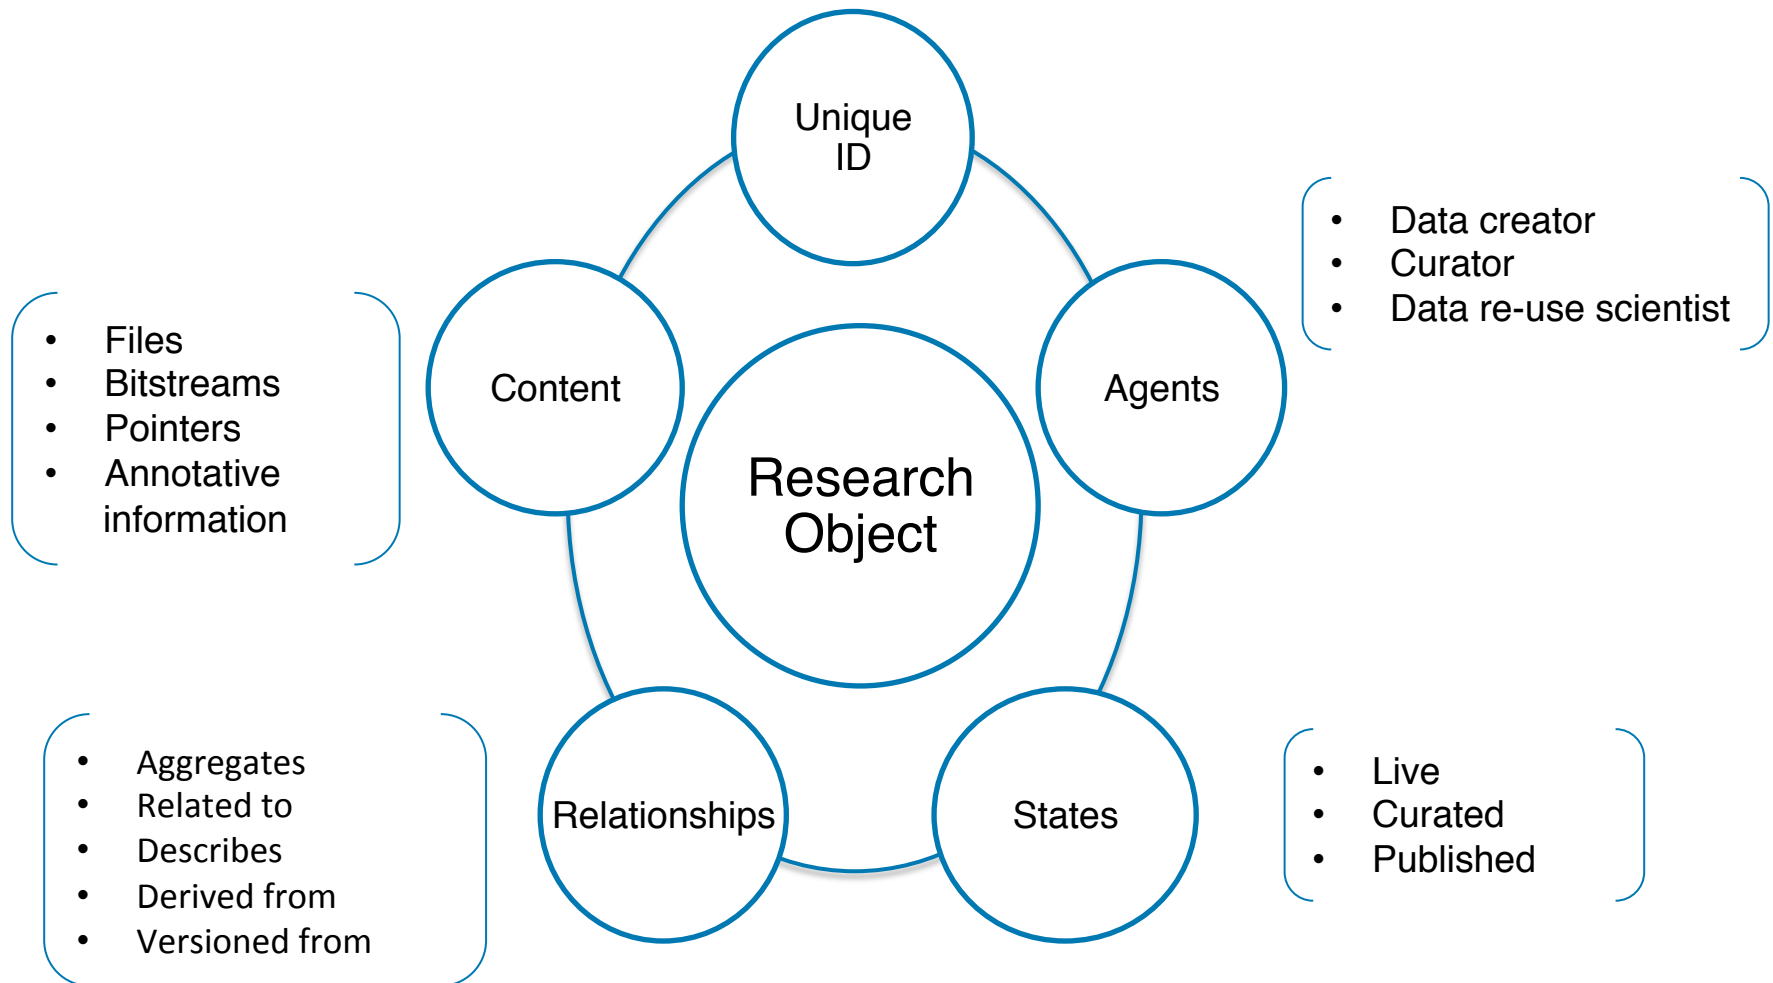 Unique
ID
• Data creator
• Curator
• Data re-use scientist
Agents
Content
• Files
• Bitstreams
• Pointers
• Annotative
information
Research
Object
• Aggregates
• Related to
• Describes
• Derived from
• Versioned from
Relationships
States
• Live
• Curated
• Published